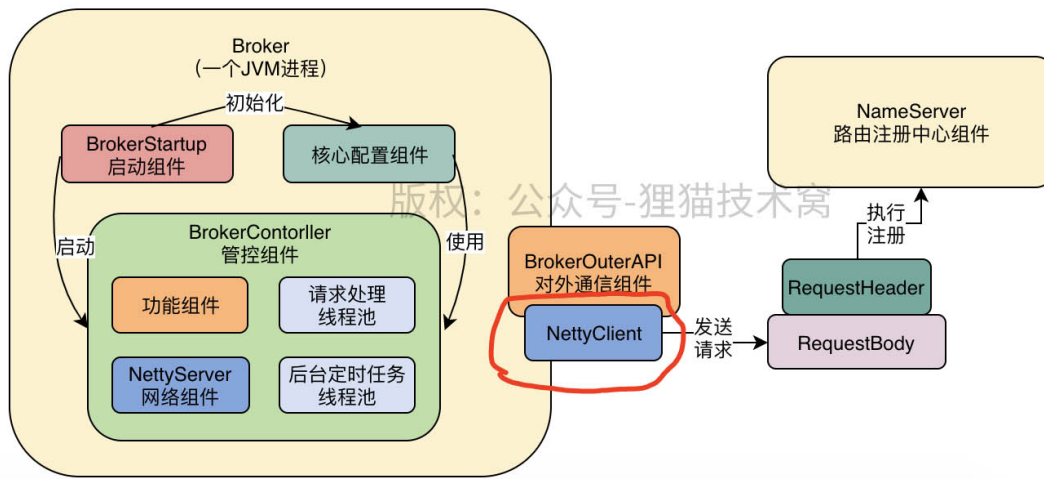 Broker
（一个JVM进程）
初始化
BrokerStartup
启动组件
核心配置组件
NameServer
路由注册中心组件
版权：公众号-狸猫技术窝
执行
注册
启动
BrokerContorller
管控组件
使用
BrokerOuterAPI
对外通信组件
RequestHeader
功能组件
请求处理
线程池
NettyClient
发送
请求
RequestBody
NettyServer
网络组件
后台定时任务
线程池